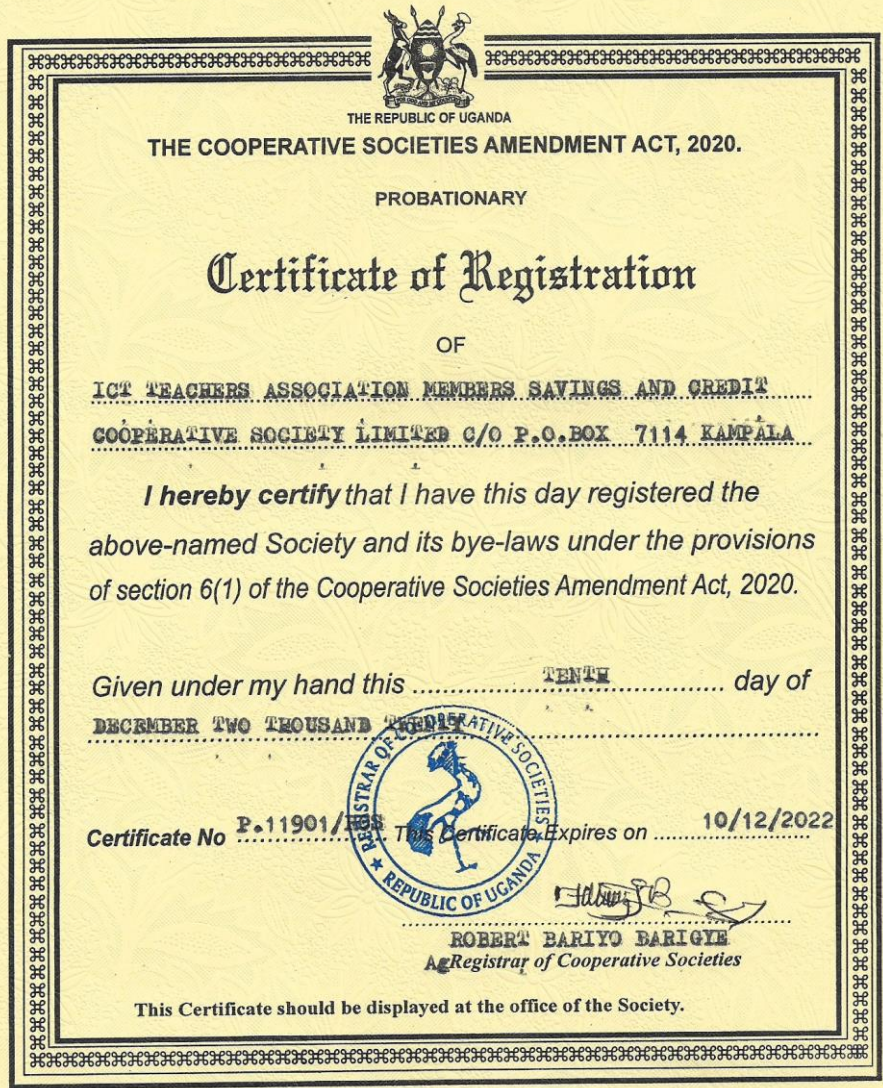 THE REPUBLIC OF UGANDA
THE COOPERATIVE SOCIETIES AMENDMENT ACT, 2020.
PROBATIONARY
Certificate of Registration
OF
ICT TEACHERS ASSOCIATION MEMBERS SAVINGS AND CREDIT
COOPERATIVE SOCIETY LIMITED C/O P.O.BOX 7114 KAMPALA
I hereby certify that I have this day registered the
above-named Society and its bye-laws under the provisions
of section 6(1) of the Cooperative Societies Amendment Act, 2020.
Given under my hand this TENTH day of
DECEMBER TWO THOUSAND TWENTY
REGISTRAR OF COOPERATIVE SOCIETIES
REPUBLIC OF UGANDA
Certificate No P.11901/RCS This Certificate Expires on 10/12/2022
ROBERT BARIYO BARIGYE
Ag Registrar of Cooperative Societies
This Certificate should be displayed at the office of the Society.